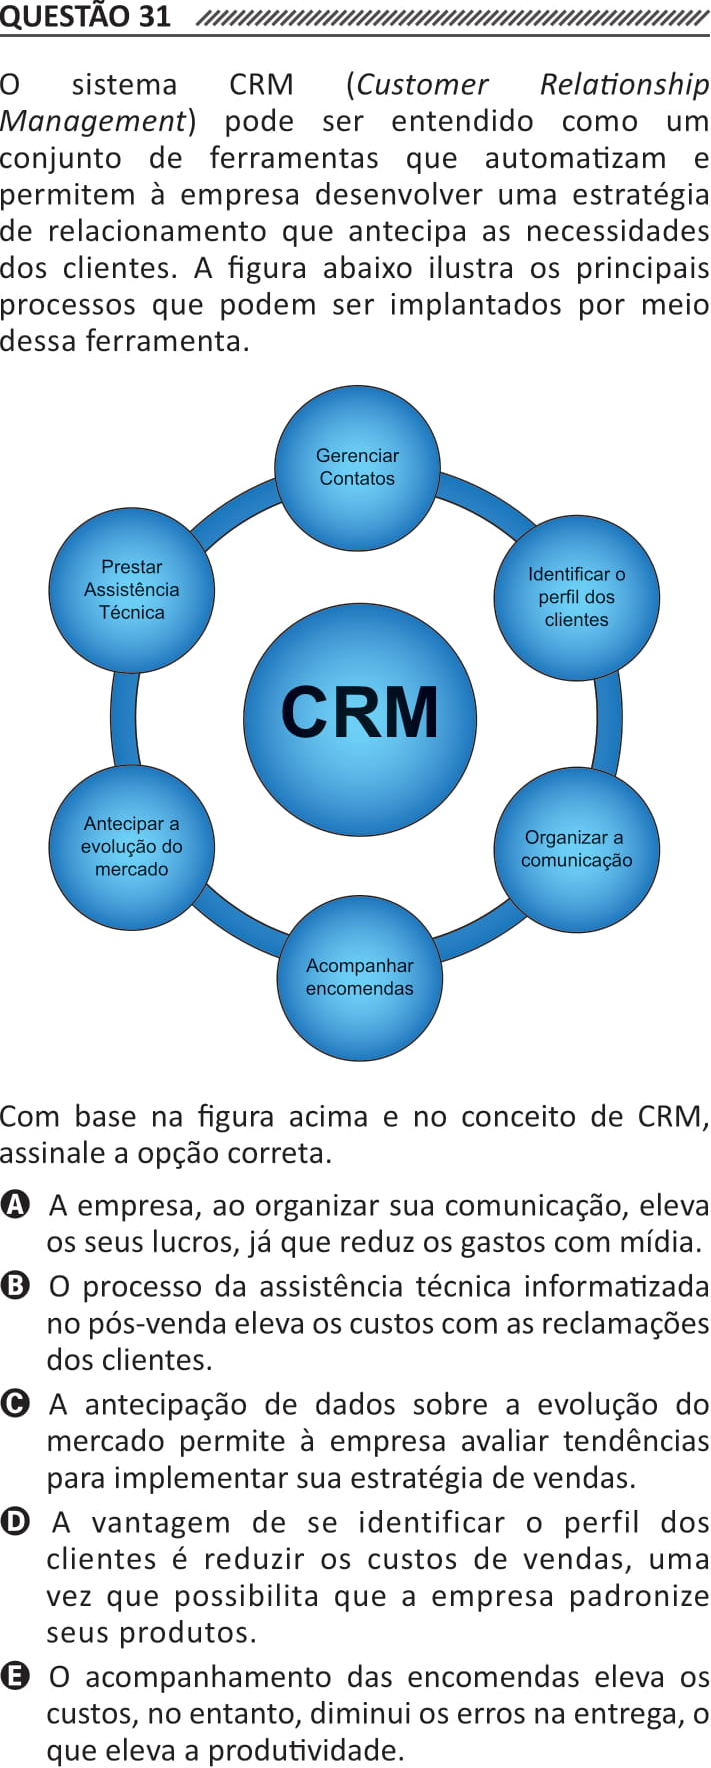 QUESTÃO 31
O sistema CRM (Customer Relationship
Management) pode ser entendido como um
conjunto de ferramentas que automatizam e
permitem à empresa desenvolver uma estratégia
de relacionamento que antecipa as necessidades
dos clientes. A figura abaixo ilustra os principais
processos que podem ser implantados por meio
dessa ferramenta.
Gerenciar
Contatos
Prestar
Assistência
Técnica
Identificar o
perfil dos
clientes
CRM
Antecipar a
evolução do
mercado
Organizar a
comunicação
Acompanhar
encomendas
Com base na figura acima e no conceito de CRM,
assinale a opção correta.
A A empresa, ao organizar sua comunicação, eleva
os seus lucros, já que reduz os gastos com mídia.
B O processo da assistência técnica informatizada
no pós-venda eleva os custos com as reclamações
dos clientes.
C A antecipação de dados sobre a evolução do
mercado permite à empresa avaliar tendências
para implementar sua estratégia de vendas.
D A vantagem de se identificar o perfil dos
clientes é reduzir os custos de vendas, uma
vez que possibilita que a empresa padronize
seus produtos.
E O acompanhamento das encomendas eleva os
custos, no entanto, diminui os erros na entrega, o
que eleva a produtividade.